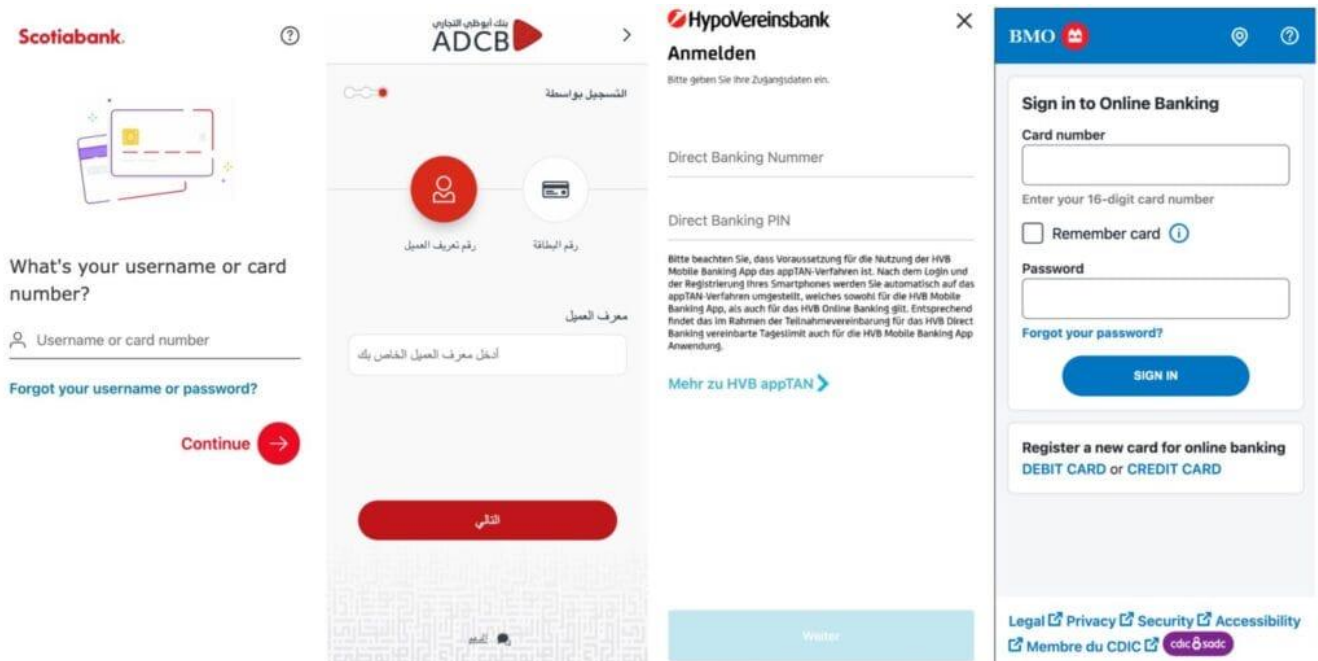 Scotiabank.
What's your username or card
number?
Username or card number
Forgot your username or password?
Continue
بنك أبوظبي التجاري
ADCB
التسجيل بواسطة
رقم البطاقة
رقم تعريف العميل
معرف العميل
أدخل معرف العميل الخاص بك
التالي
HypoVereinsbank
Anmelden
Bitte geben Sie Ihre Zugangsdaten ein.
Direct Banking Nummer
Direct Banking PIN
Bitte beachten Sie, dass Voraussetzung für die Nutzung der HVB
Mobile Banking App das appTAN-Verfahren ist. Nach dem Login und
der Registrierung Ihres Smartphones werden Sie automatisch auf das
appTAN-Verfahren umgestellt, welches sowohl für die HVB Mobile
Banking App, als auch für das HVB Online Banking gilt. Entsprechend
findet das im Rahmen der Teilnahmevereinbarung für das HVB Direct
Banking vereinbarte Tageslimit auch für die HVB Mobile Banking App
Anwendung.
Mehr zu HVB appTAN
Weiter
BMO
Sign in to Online Banking
Card number
Enter your 16-digit card number
Remember card
Password
Forgot your password?
SIGN IN
Register a new card for online banking
DEBIT CARD or CREDIT CARD
Legal Privacy Security Accessibility
Membre du CDIC cdic sadc